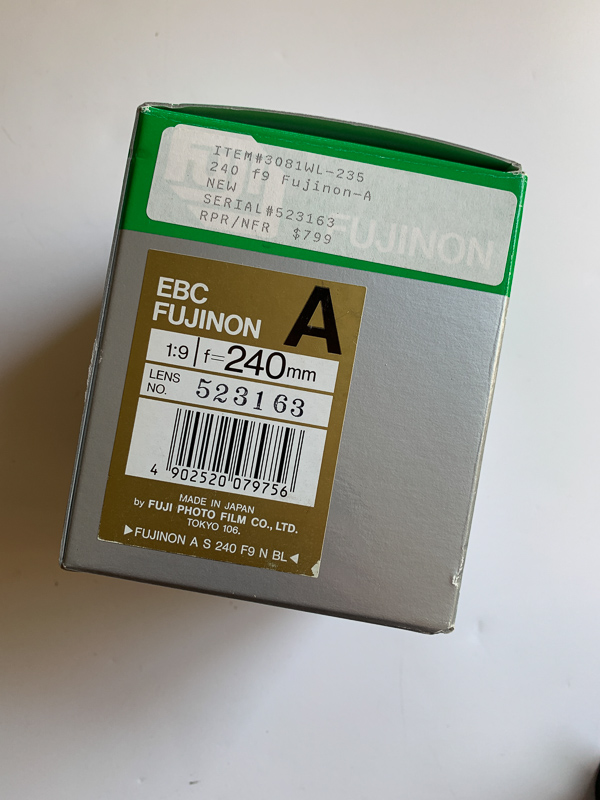 ITEM#3081WL-235
240 f9 Fujinon-A
NEW
SERIAL#523163
RPR/NFR $799
FUJINON
EBC
FUJINON A
1:9 f=240mm
LENS NO. 523163
4 902520 079756
MADE IN JAPAN
by FUJI PHOTO FILM CO., LTD.
TOKYO 106.
▶FUJINON A S 240 F9 N BL◀